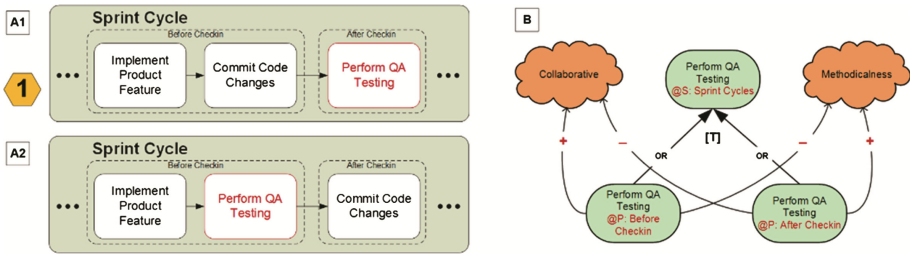 A1
Sprint Cycle
Before Checkin
After Checkin
Implement
Product
Feature
Commit Code
Changes
Perform QA
Testing
1
A2
Sprint Cycle
Before Checkin
After Checkin
Implement
Product
Feature
Perform QA
Testing
Commit Code
Changes
B
Collaborative
Perform QA
Testing
@S: Sprint Cycles
Methodicalness
+
–
[T]
–
+
OR
OR
Perform QA
Testing
@P: Before
Checkin
Perform QA
Testing
@P: After Checkin